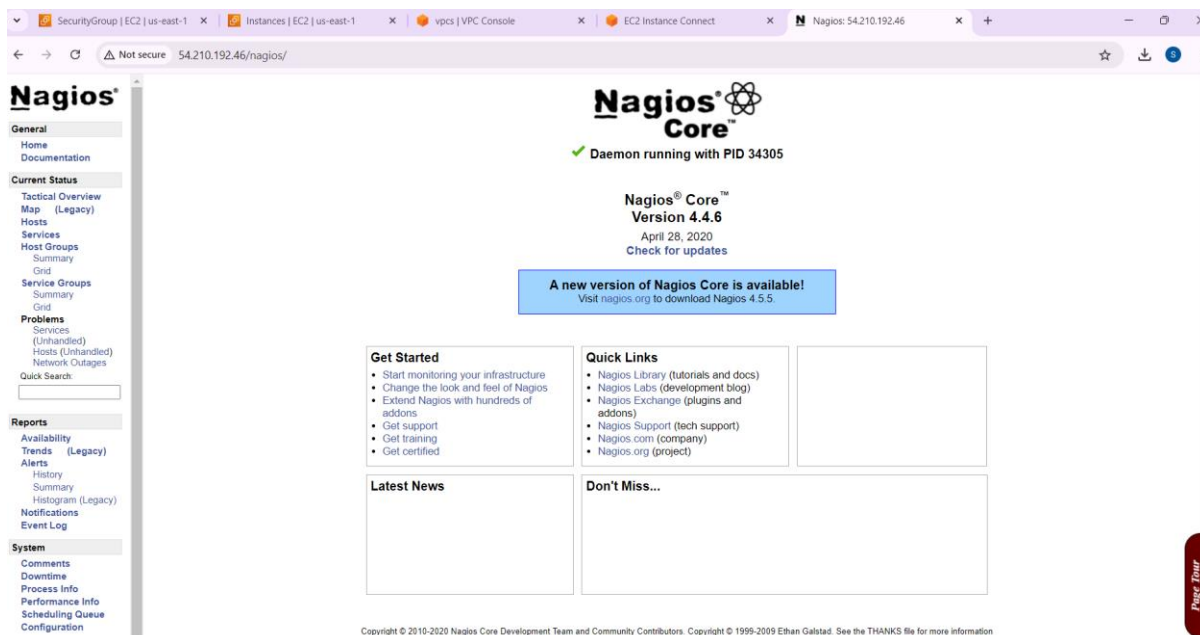 SecurityGroup | EC2 | us-east-1
Instances | EC2 | us-east-1
vpcs | VPC Console
EC2 Instance Connect
Nagios: 54.210.192.46
Not secure 54.210.192.46/nagios/
S
Nagios®
General
Home
Documentation
Current Status
Tactical Overview
Map (Legacy)
Hosts
Services
Host Groups
Summary
Grid
Service Groups
Summary
Grid
Problems
Services
(Unhandled)
Hosts (Unhandled)
Network Outages
Quick Search:
Reports
Availability
Trends (Legacy)
Alerts
History
Summary
Histogram (Legacy)
Notifications
Event Log
System
Comments
Downtime
Process Info
Performance Info
Scheduling Queue
Configuration
Nagios®
Core™
Daemon running with PID 34305
Nagios® Core™
Version 4.4.6
April 28, 2020
Check for updates
A new version of Nagios Core is available!
Visit nagios.org to download Nagios 4.5.5.
Get Started
• Start monitoring your infrastructure
• Change the look and feel of Nagios
• Extend Nagios with hundreds of
addons
• Get support
• Get training
• Get certified
Quick Links
• Nagios Library (tutorials and docs)
• Nagios Labs (development blog)
• Nagios Exchange (plugins and
addons)
• Nagios Support (tech support)
• Nagios.com (company)
• Nagios.org (project)
Latest News
Don't Miss...
Copyright © 2010-2020 Nagios Core Development Team and Community Contributors. Copyright © 1999-2009 Ethan Galstad. See the THANKS file for more information
Page Tour